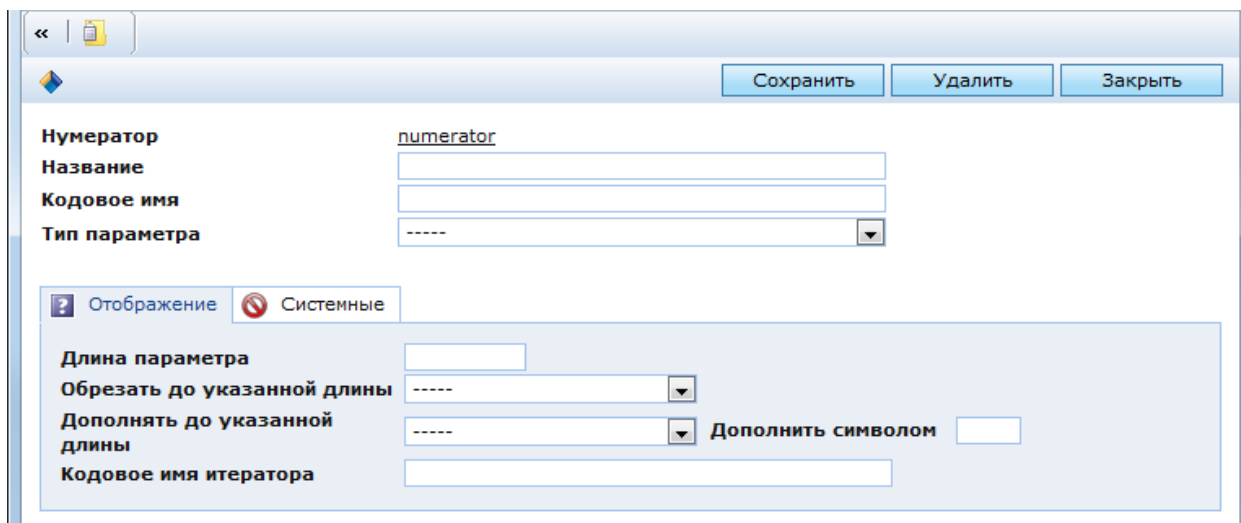 «
Сохранить Удалить Закрыть
Нумератор numerator
Название
Кодовое имя
Тип параметра -----
Отображение Системные
Длина параметра
Обрезать до указанной длины -----
Дополнять до указанной
длины ----- Дополнить символом
Кодовое имя итератора